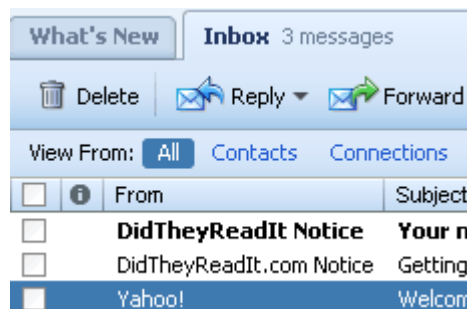 What's New Inbox 3 messages
Delete Reply Forward
View From: All Contacts Connections
From Subject
DidTheyReadIt Notice Your
DidTheyReadIt.com Notice Getting
Yahoo! Welcom